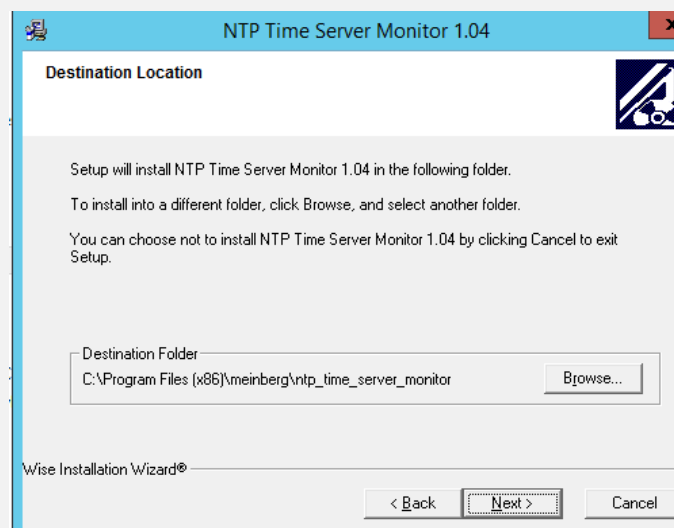 NTP Time Server Monitor 1.04
x
Destination Location
Setup will install NTP Time Server Monitor 1.04 in the following folder.
To install into a different folder, click Browse, and select another folder.
You can choose not to install NTP Time Server Monitor 1.04 by clicking Cancel to exit
Setup.
Destination Folder
C:\Program Files (x86)\meinberg\ntp_time_server_monitor
Browse...
Wise Installation Wizard®
< Back
Next >
Cancel